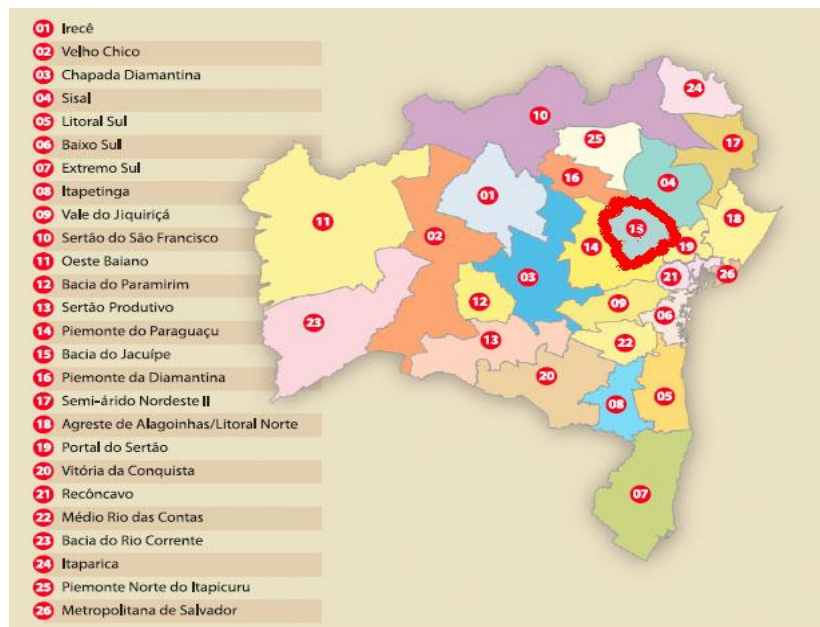 01 Irecê
02 Velho Chico
03 Chapada Diamantina
04 Sisal
05 Litoral Sul
06 Baixo Sul
07 Extremo Sul
08 Itapetinga
09 Vale do Jiquiriçá
10 Sertão do São Francisco
11 Oeste Baiano
12 Bacia do Paramirim
13 Sertão Produtivo
14 Piemonte do Paraguaçu
15 Bacia do Jacuípe
16 Piemonte da Diamantina
17 Semi-árido Nordeste II
18 Agreste de Alagoinhas/Litoral Norte
19 Portal do Sertão
20 Vitória da Conquista
21 Recôncavo
22 Médio Rio das Contas
23 Bacia do Rio Corrente
24 Itaparica
25 Piemonte Norte do Itapicuru
26 Metropolitana de Salvador
24
10
25
17
16
04
01
11
02
18
15
14
19
03
21
26
12
09
06
23
13
22
20
08
05
07